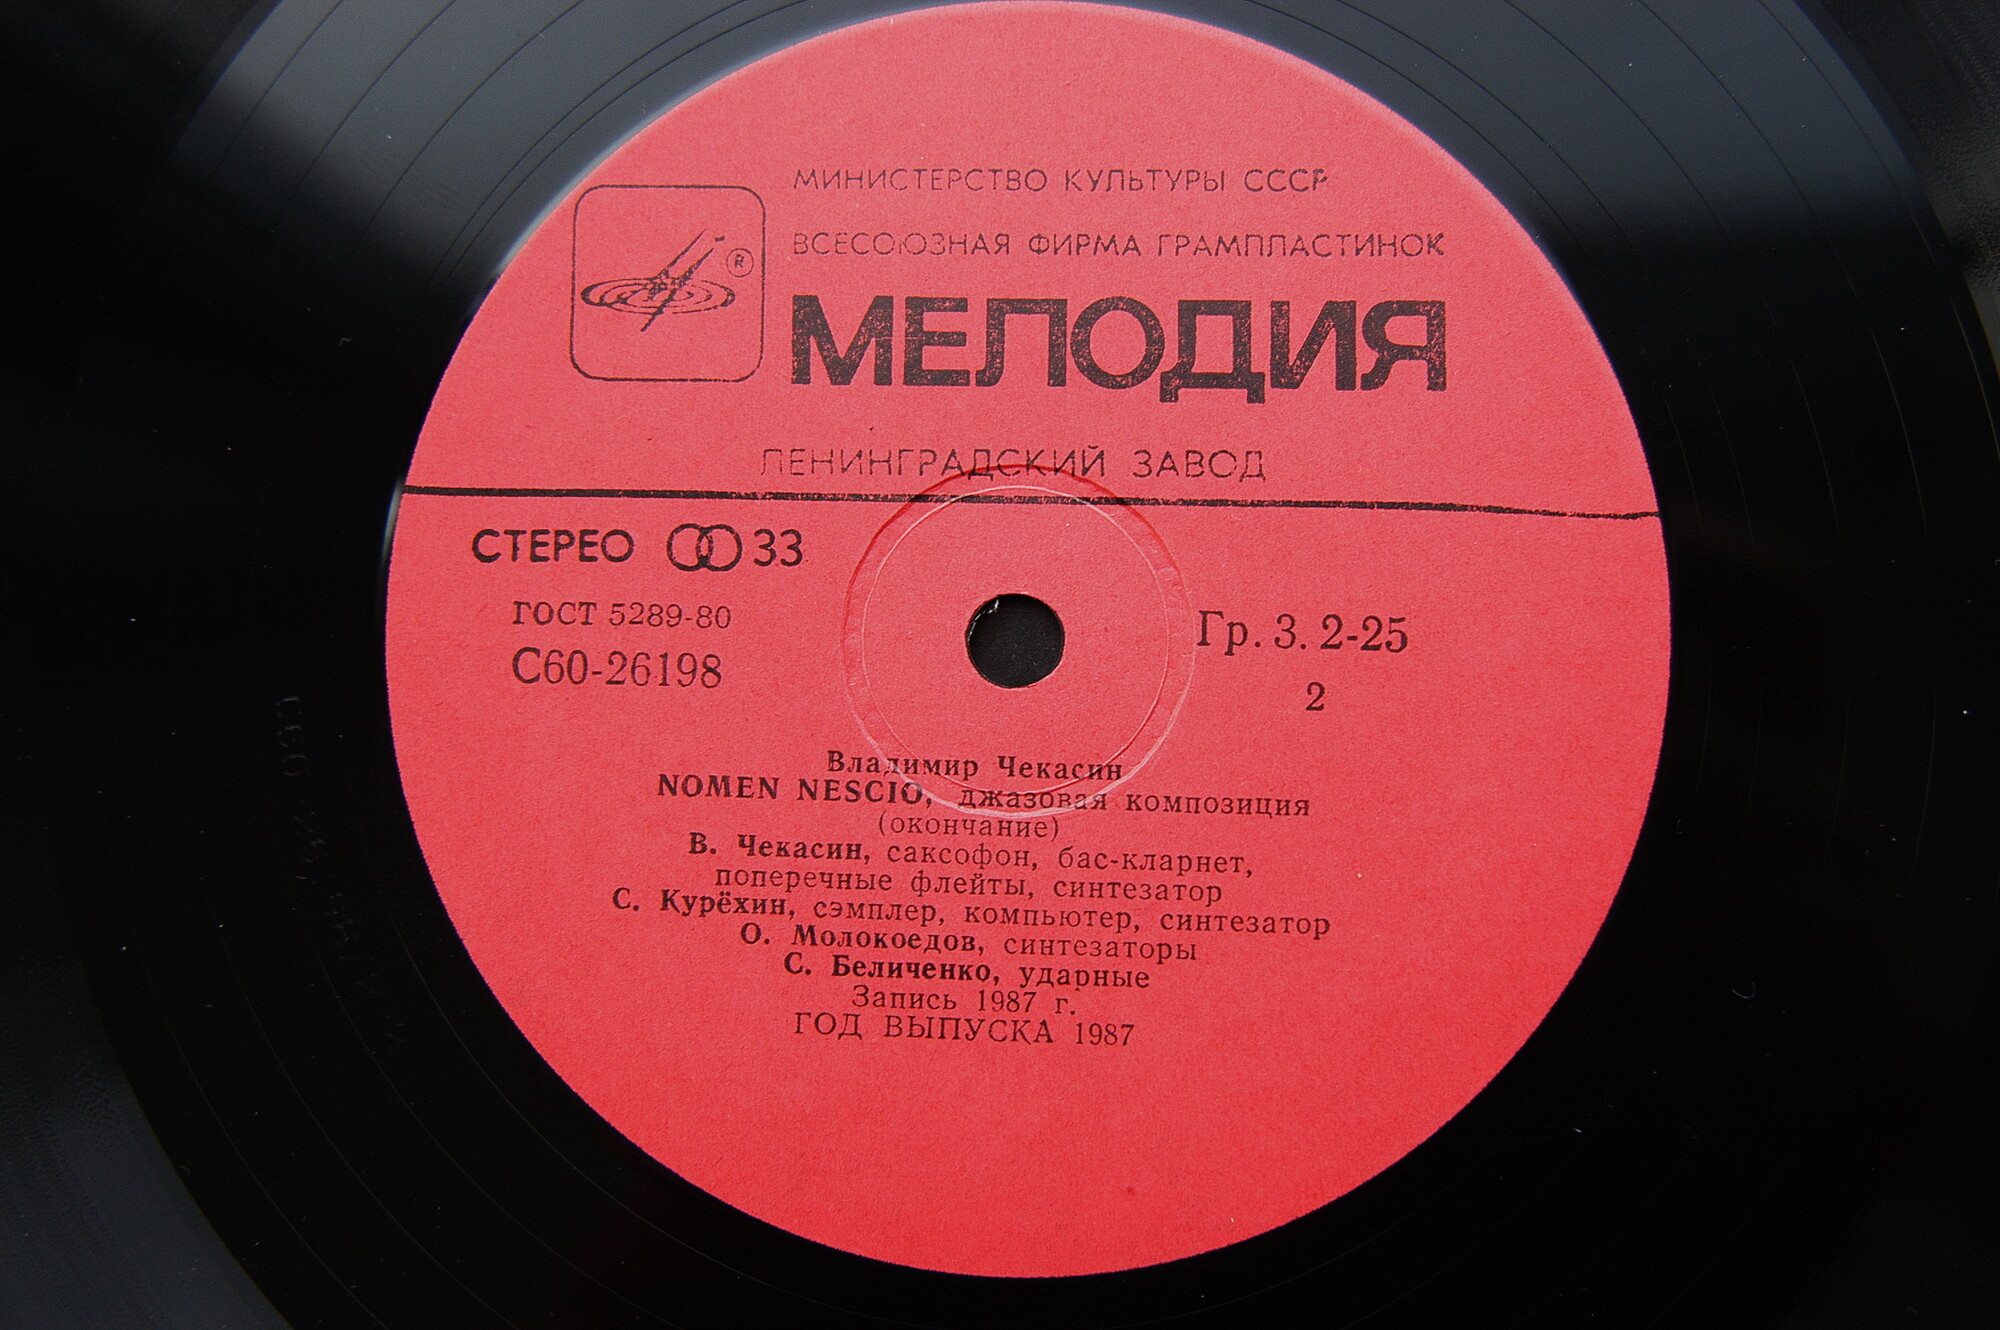 МИНИСТЕРСТВО КУЛЬТУРЫ СССР
ВСЕСОЮЗНАЯ ФИРМА ГРАМПЛАСТИНОК
®
МЕЛОДИЯ
ЛЕНИНГРАДСКИЙ ЗАВОД
СТЕРЕО 33
ГОСТ 5289-80
С60-26198
Гр. 3. 2-25
2
Владимир Чекасин
NOMEN NESCIO, джазовая композиция
(окончание)
В. Чекасин, саксофон, бас-кларнет,
поперечные флейты, синтезатор
С. Курёхин, сэмплер, компьютер, синтезатор
О. Молокоедов, синтезаторы
С. Беличенко, ударные
Запись 1987 г.
ГОД ВЫПУСКА 1987